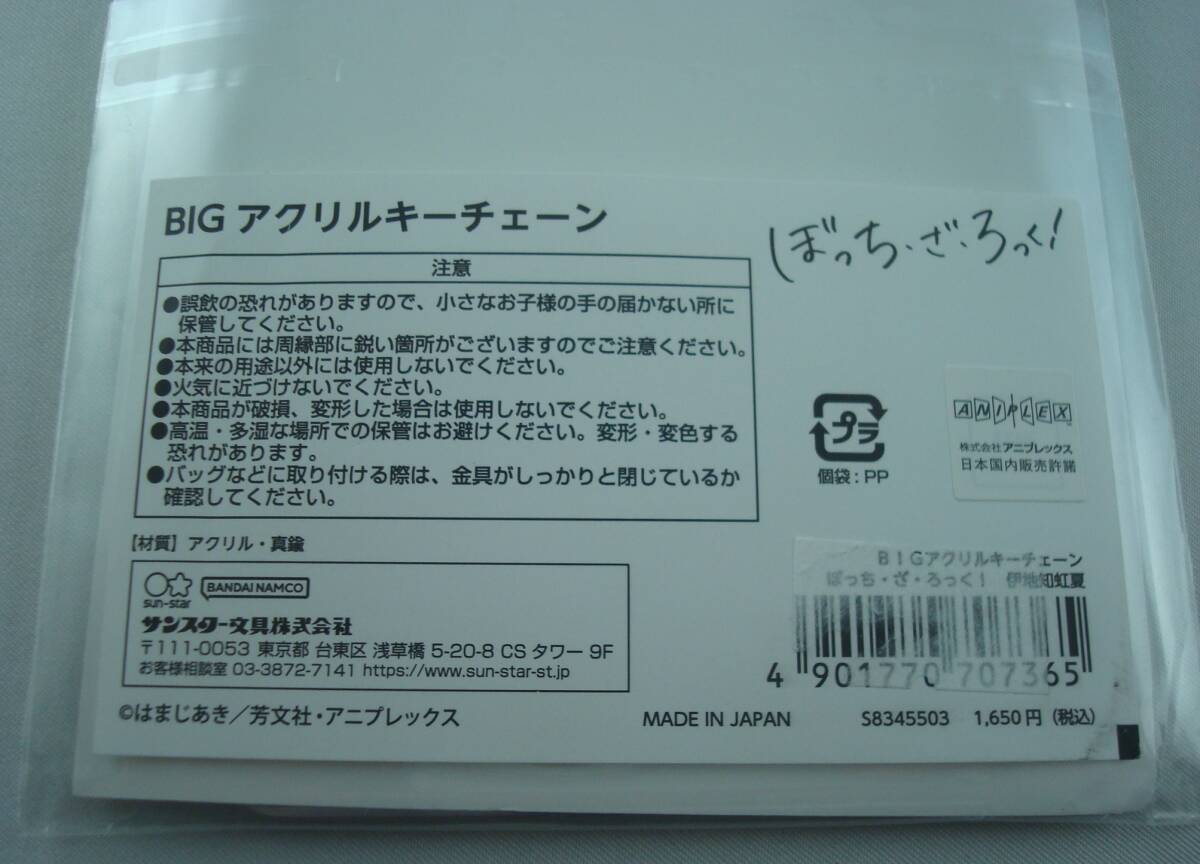 BIG アクリルキーチェーン
ぼっち・ざ・ろっく!
注意
●誤飲の恐れがありますので、小さなお子様の手の届かない所に
保管してください。
●本商品には周縁部に鋭い箇所がございますのでご注意ください。
●本来の用途以外には使用しないでください。
●火気に近づけないでください。
●本商品が破損、変形した場合は使用しないでください。
●高温・多湿な場所での保管はお避けください。変形・変色する
恐れがあります。
●バッグなどに取り付ける際は、金具がしっかりと閉じているか
確認してください。
プラ
個袋:PP
ANIPLEX
株式会社アニプレックス
日本国内販売許諾
【材質】アクリル・真鍮
sun-star
BANDAI NAMCO
サンスター文具株式会社
〒111-0053 東京都 台東区 浅草橋 5-20-8 CS タワー 9F
お客様相談室 03-3872-7141 https://www.sun-star-st.jp
BIGアクリルキーチェーン
ぼっち・ざ・ろっく! 伊地知虹夏
4 901770 707365
©はまじあき/芳文社・アニプレックス
MADE IN JAPAN
S8345503 1,650円(税込)